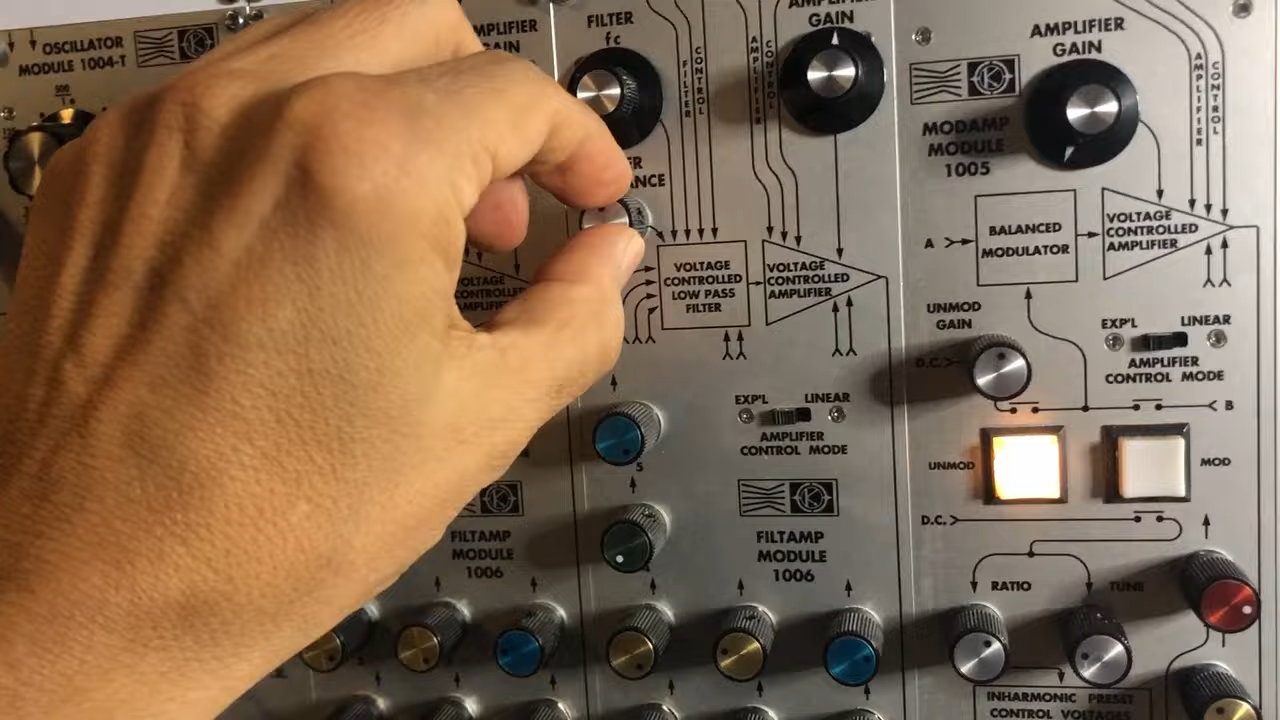 OSCILLATOR
MODULE 1004-T
500
FILTER
fc
FILTER
CONTROL
AMPLIFIER
CONTROL
AMPLIFIER
GAIN
AMPLIFIER
GAIN
AMPLIFIER
CONTROL
K
MODAMP
MODULE
1005
BALANCED
MODULATOR
A
VOLTAGE
CONTROLLED
AMPLIFIER
VOLTAGE
CONTROLLED
LOW PASS
FILTER
VOLTAGE
CONTROLLED
AMPLIFIER
UNMOD
GAIN
D.C.
EXP'L
LINEAR
AMPLIFIER
CONTROL MODE
B
EXP'L
LINEAR
AMPLIFIER
CONTROL MODE
UNMOD
MOD
S
K
FILTAMP
MODULE
1006
K
FILTAMP
MODULE
1006
D.C.
RATIO
TUNE
INHARMONIC PRESET
CONTROL VOLTAGES